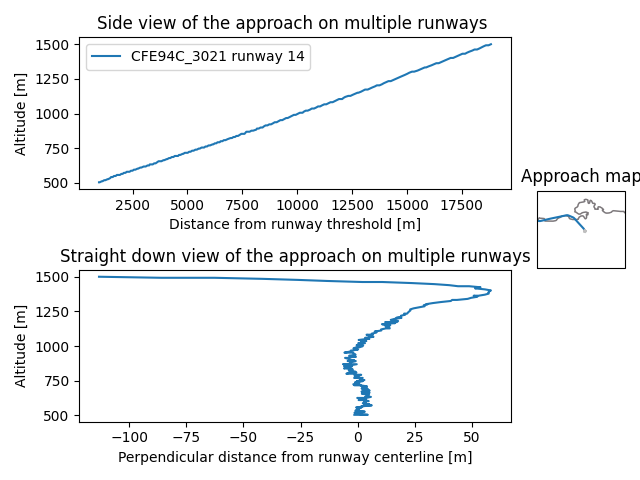 Side view of the approach on multiple runways
1500
1250
1000
750
500
Altitude [m]
CFE94C_3021 runway 14
2500 5000 7500 10000 12500 15000 17500
Distance from runway threshold [m]
Approach map
Straight down view of the approach on multiple runways
1500
1250
1000
750
500
Altitude [m]
−100 −75 −50 −25 0 25 50
Perpendicular distance from runway centerline [m]